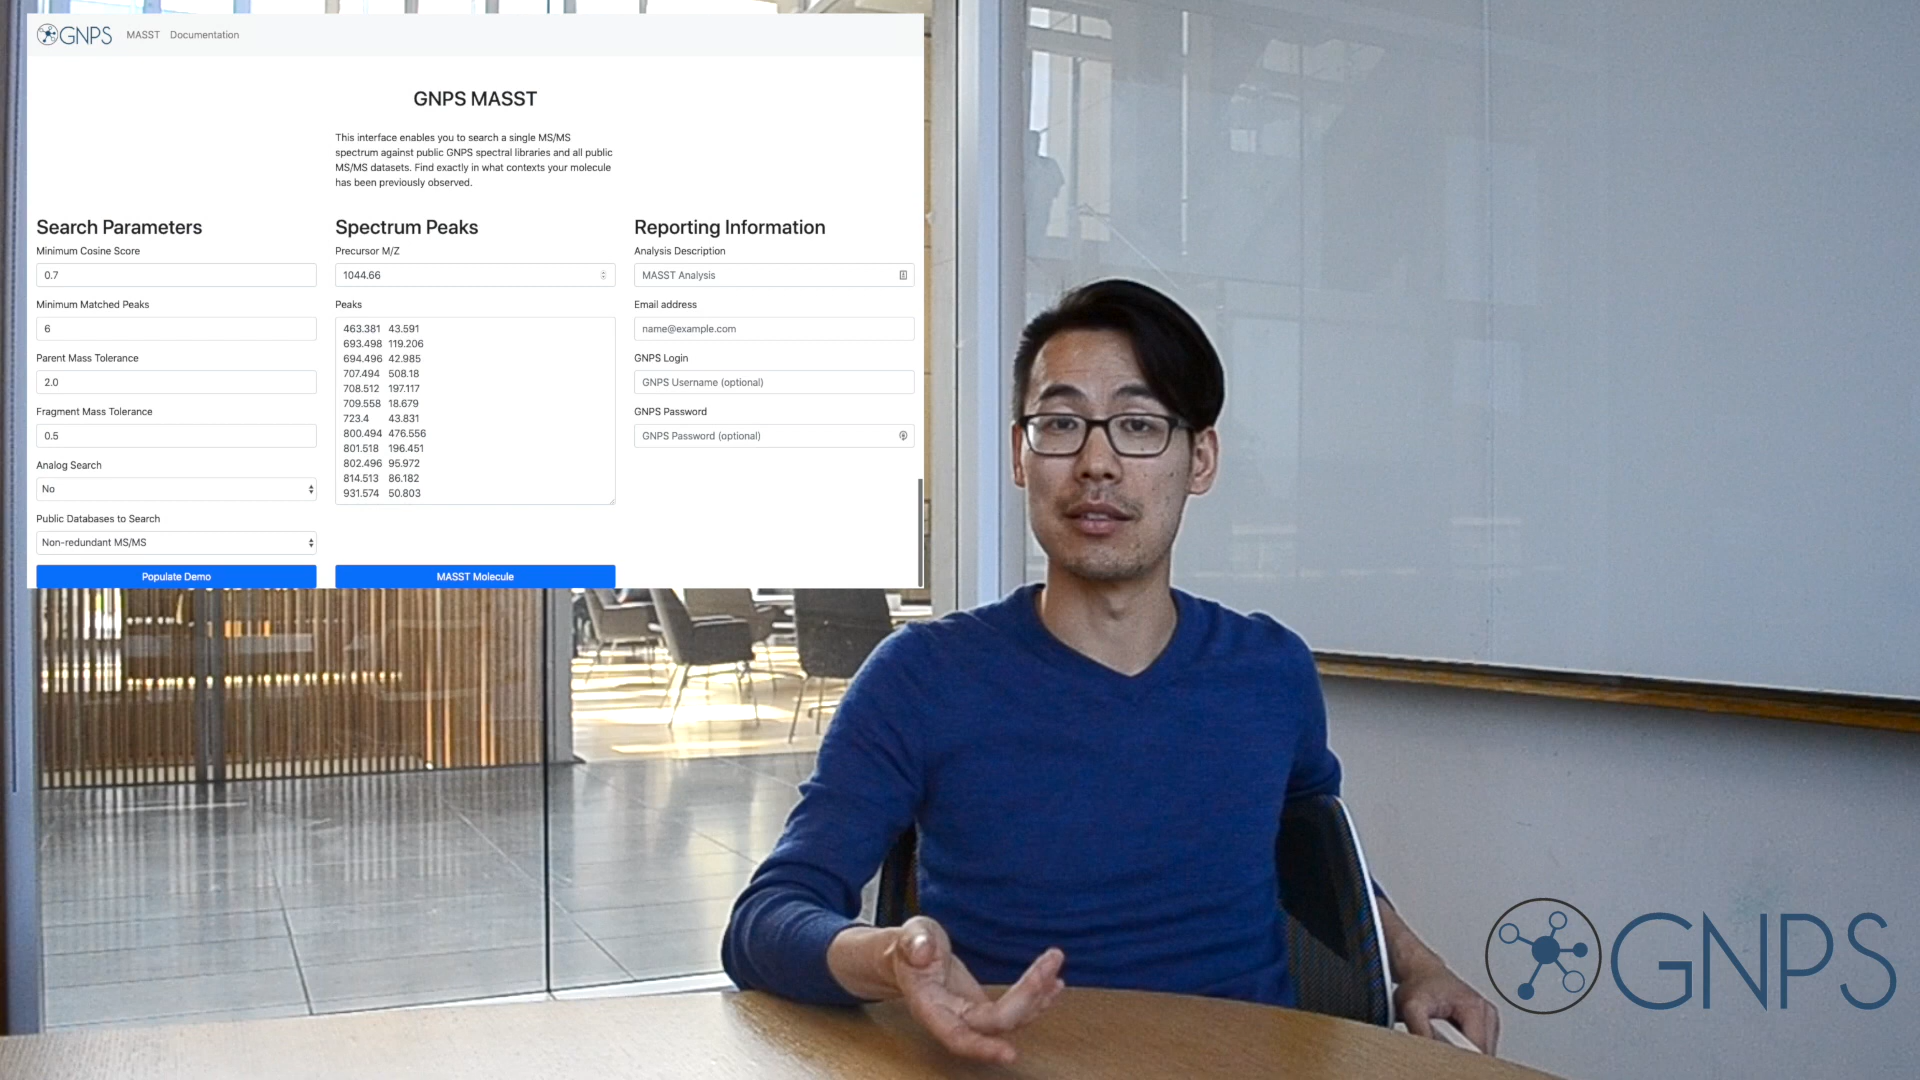 GNPS
MASST Documentation
GNPS MASST
This interface enables you to search a single MS/MS
spectrum against public GNPS spectral libraries and all public
MS/MS datasets. Find exactly in what contexts your molecule
has been previously observed.
Search Parameters
Minimum Cosine Score
0.7
Minimum Matched Peaks
6
Parent Mass Tolerance
2.0
Fragment Mass Tolerance
0.5
Analog Search
No
Public Databases to Search
Non-redundant MS/MS
Populate Demo
Spectrum Peaks
Precursor M/Z
1044.66
Peaks
463.381 43.591
693.498 119.206
694.496 42.985
707.494 508.18
708.512 197.117
709.558 18.679
723.4 43.831
800.494 476.556
801.518 196.451
802.496 95.972
814.513 86.182
931.574 50.803
MASST Molecule
Reporting Information
Analysis Description
MASST Analysis
Email address
name@example.com
GNPS Login
GNPS Username (optional)
GNPS Password
GNPS Password (optional)
GNPS